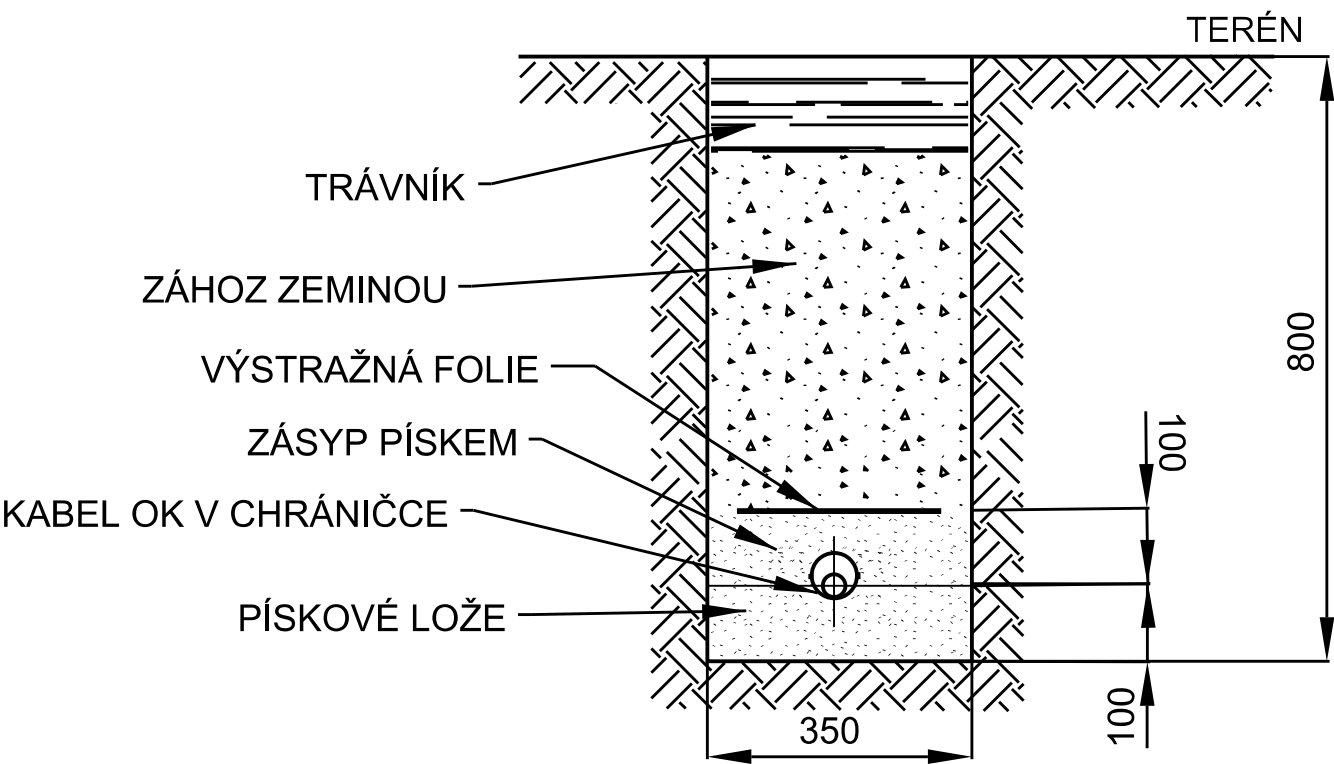 TERÉN
TRÁVNÍK
ZÁHOZ ZEMINOU
VÝSTRAŽNÁ FOLIE
ZÁSYP PÍSKEM
KABEL OK V CHRÁNIČCE
PÍSKOVÉ LOŽE
800
100
100
350